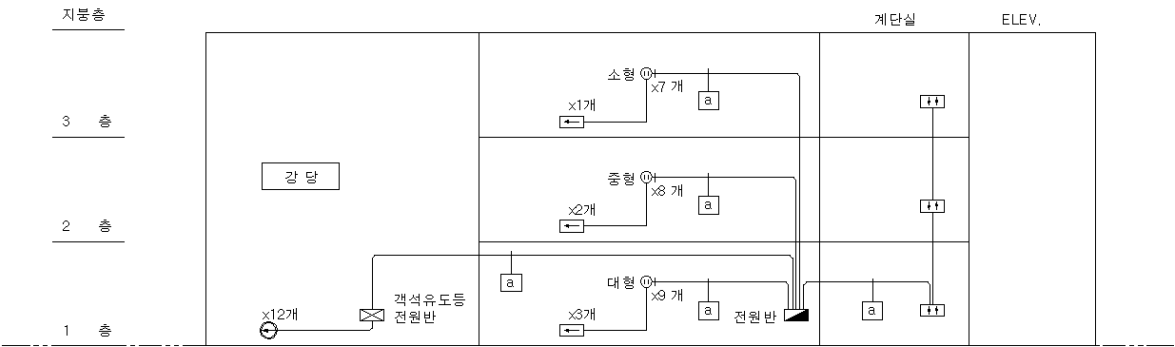 지붕층
계단실
ELEV.
소형
x7 개
a
x1개
3 층
강 당
중형
x8 개
a
x2개
2 층
a
대형
x9 개
a
객석유도등
전원반
x12개
x3개
전원반
a
1 층